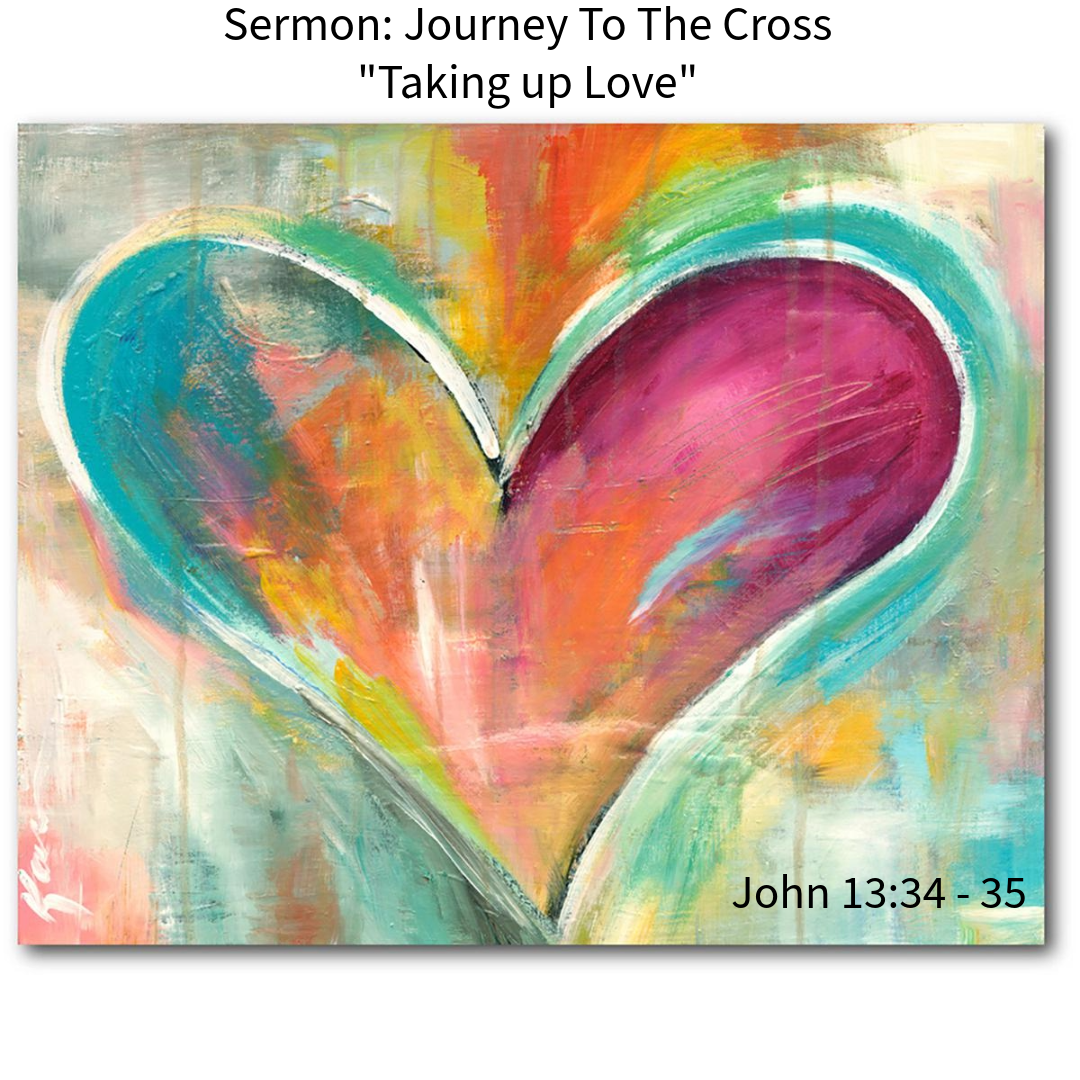 Sermon: Journey To The Cross
"Taking up Love"
John 13:34 - 35